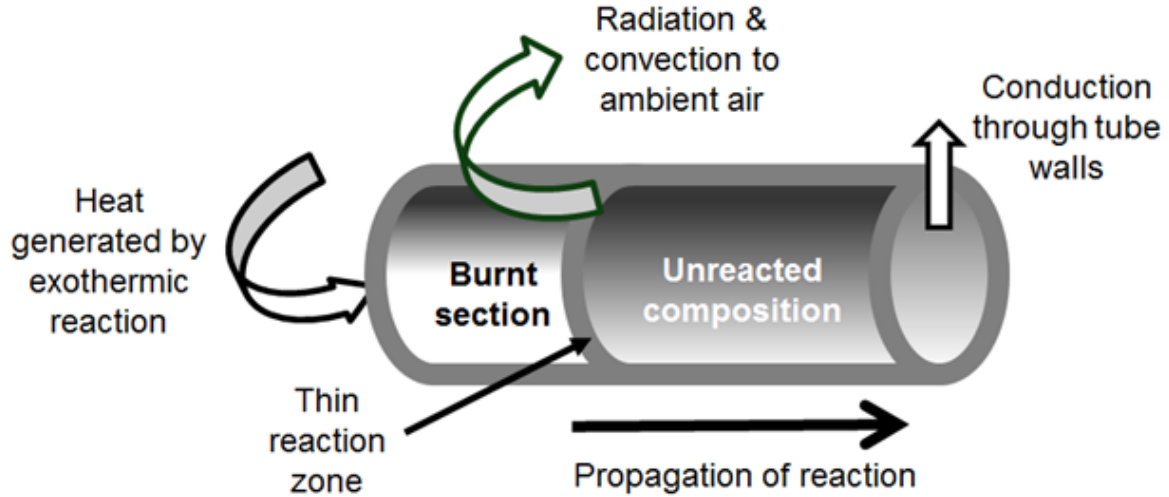 Radiation &
convection to
ambient air
Conduction
through tube
walls
Heat
generated by
exothermic
reaction
Burnt
section
Unreacted
composition
Thin
reaction
zone
Propagation of reaction